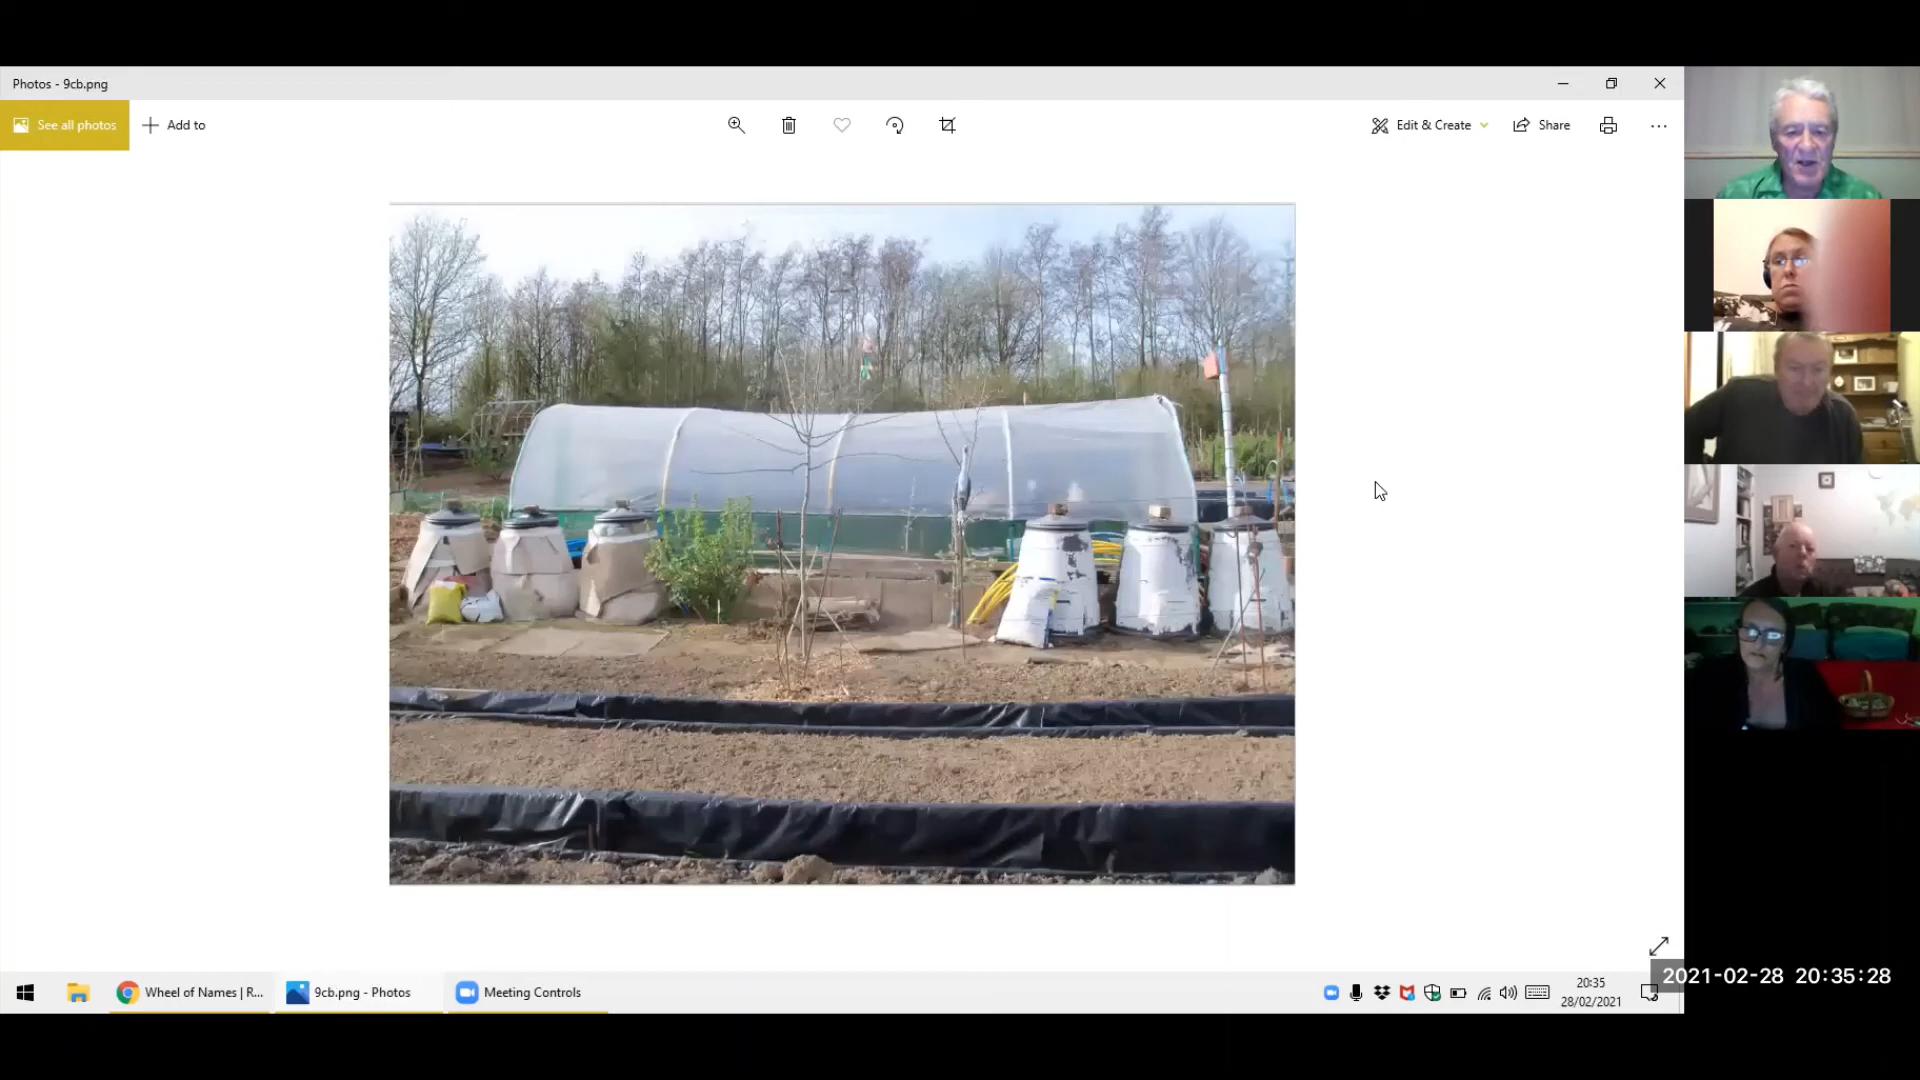 Photos - 9cb.png
See all photos
Add to
Edit & Create
Share
Wheel of Names | R...
9cb.png - Photos
Meeting Controls
20:35
28/02/2021
2021-02-28 20:35:28